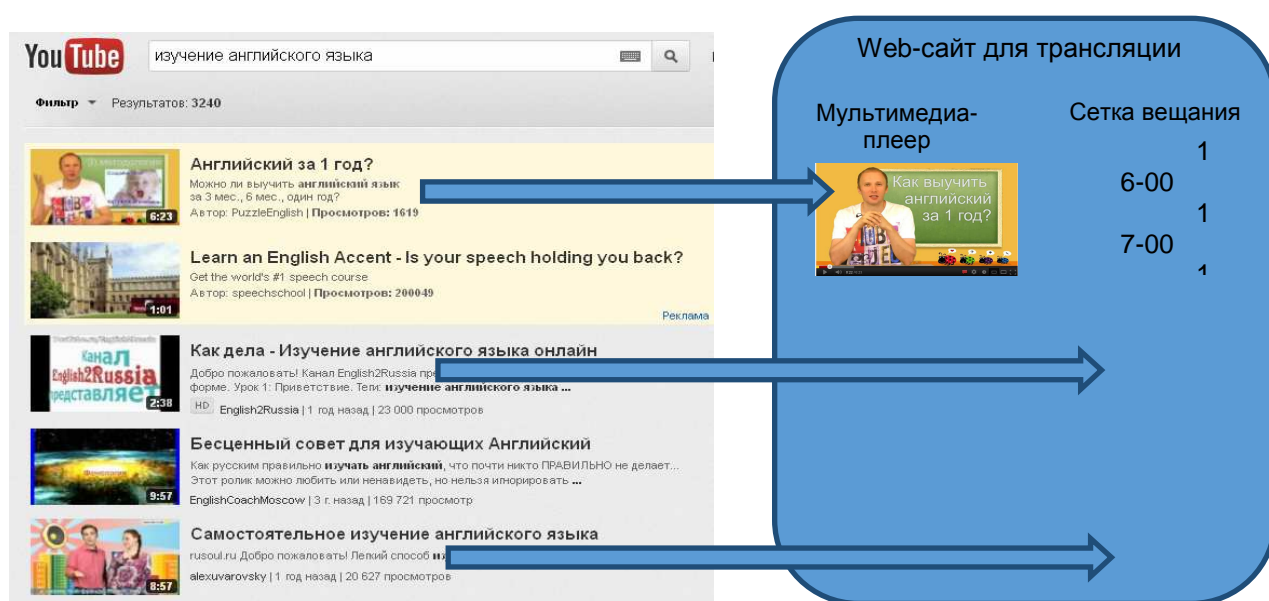 YouTube
изучение английского языка
Фильтр
Результатов: 3240
6:23
Английский за 1 год?
Можно ли выучить английский язык
за 3 мес., 6 мес., один год?
Автор: PuzzleEnglish | Просмотров: 1619
1:01
Learn an English Accent - Is your speech holding you back?
Get the world's #1 speech course
Автор: speechschool | Просмотров: 200049
Реклама
Канал
English2Russia
представляет
2:38
Как дела - Изучение английского языка онлайн
Добро пожаловать! Канал English2Russia
форме. Урок 1: Приветствие. Теги: изучение английского языка ...
HD English2Russia | 1 год назад | 23 000 просмотров
9:57
Бесценный совет для изучающих Английский
Как русским правильно изучать английский, что почти никто ПРАВИЛЬНО не делает...
Этот ролик можно любить или ненавидеть, но нельзя игнорировать ...
EnglishCoachMoscow | 3 г. назад | 169 721 просмотр
8:57
Самостоятельное изучение английского языка
rusoul.ru Добро пожаловать! Легкий способ
alexuvarovsky | 1 год назад | 20 627 просмотров
Web-сайт для трансляции
Мультимедиа-
плеер
Как выучить
английский
за 1 год?
Сетка вещания
1
6-00
1
7-00
1